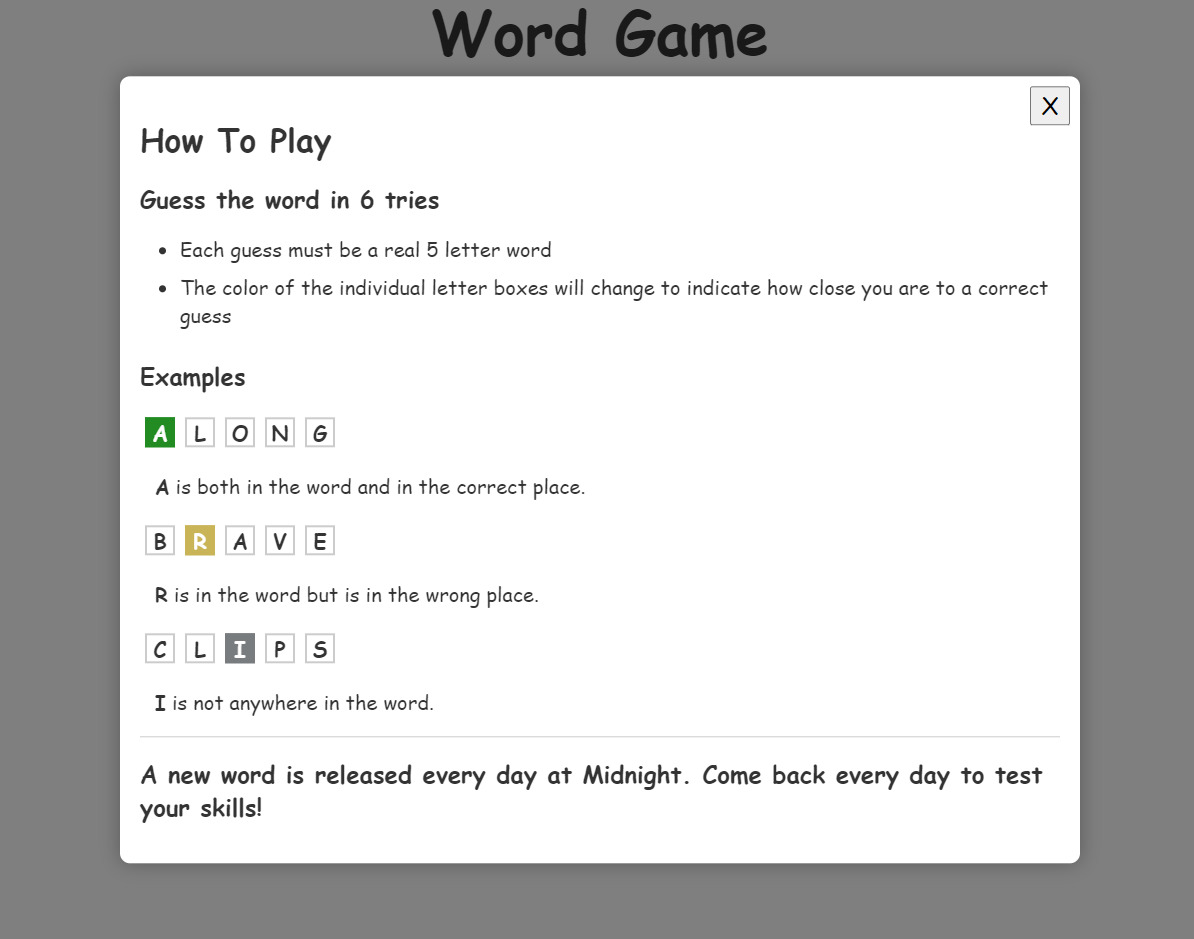 Word Game
X
How To Play
Guess the word in 6 tries
Each guess must be a real 5 letter word
The color of the individual letter boxes will change to indicate how close you are to a correct
guess
Examples
A L O N G
A is both in the word and in the correct place.
B R A V E
R is in the word but is in the wrong place.
C L I P S
I is not anywhere in the word.
A new word is released every day at Midnight. Come back every day to test
your skills!